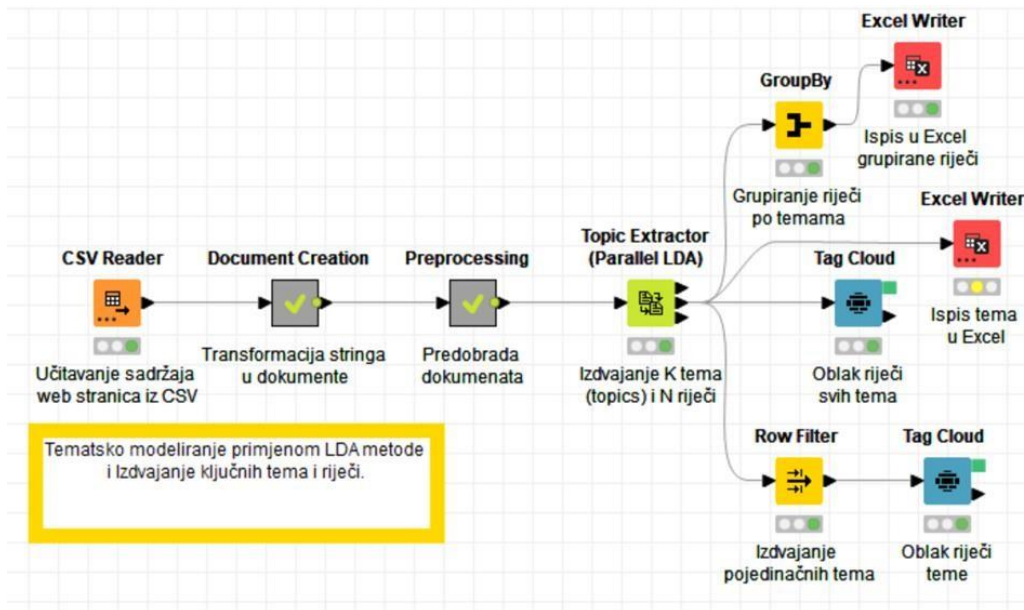 Excel Writer
GroupBy
Ispis u Excel
grupirane riječi
Grupiranje riječi
po temama
Excel Writer
Topic Extractor
(Parallel LDA)
CSV Reader
Document Creation
Preprocessing
Tag Cloud
Ispis tema
u Excel
Učitavanje sadržaja
web stranica iz CSV
Transformacija stringa
u dokumente
Predobrada
dokumenata
Izdvajanje K tema
(topics) i N riječi
Oblak riječi
svih tema
Tematsko modeliranje primjenom LDA metode
i Izdvajanje ključnih tema i riječi.
Row Filter
Tag Cloud
Izdvajanje
pojedinačnih tema
Oblak riječi
teme